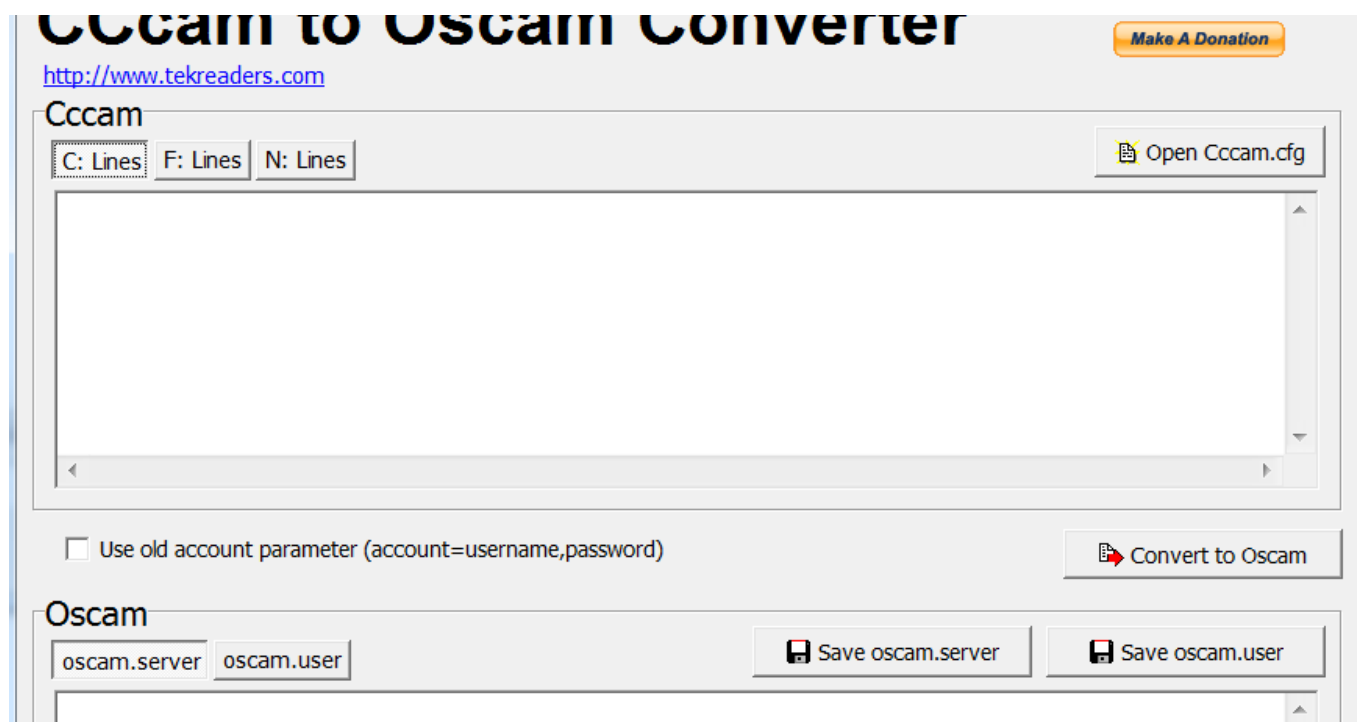 CCcam to Oscam Converter
Make A Donation
http://www.tekreaders.com
Cccam
C: Lines F: Lines N: Lines
Open Cccam.cfg
Use old account parameter (account=username,password)
Convert to Oscam
Oscam
oscam.server oscam.user
Save oscam.server
Save oscam.user